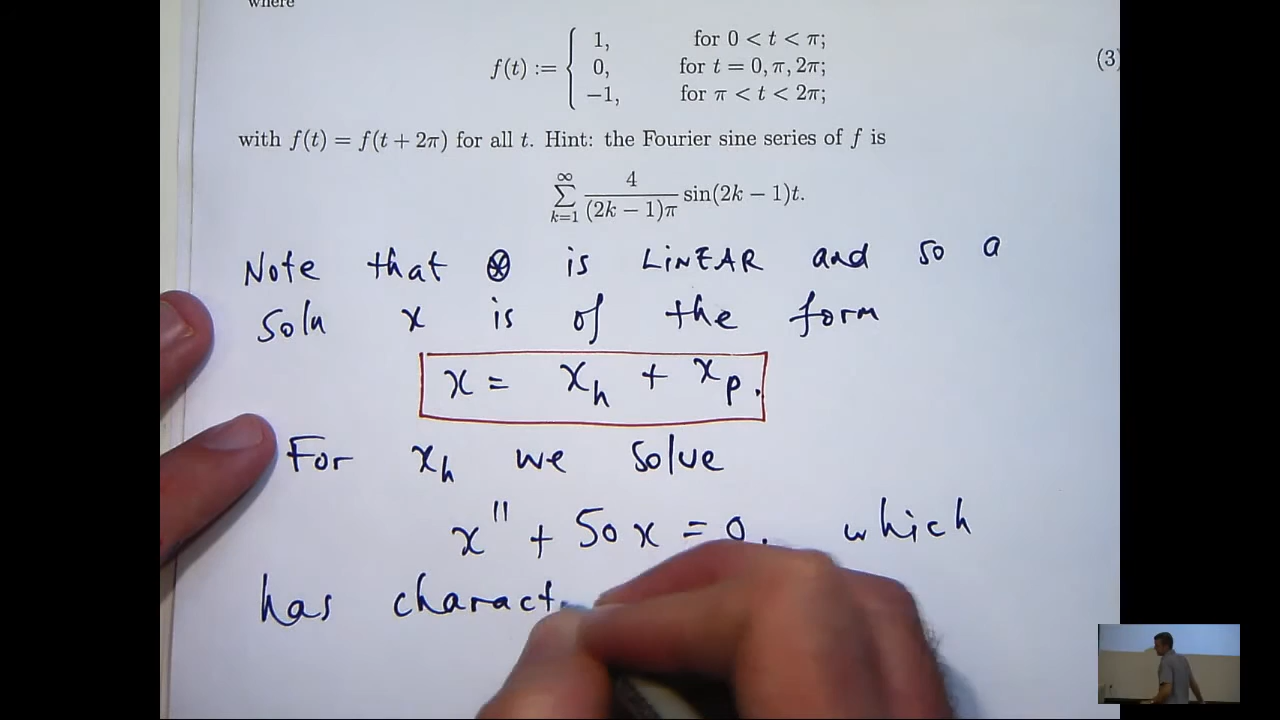 where
f(t) := { 1, for 0 < t < π;
0, for t = 0, π, 2π;
−1, for π < t < 2π;
(3)
with f(t) = f(t + 2π) for all t. Hint: the Fourier sine series of f is
∑_{k=1}^{∞} 4/((2k − 1)π) sin(2k − 1)t.
Note that ⊛ is LINEAR and so a
soln x is of the form
x = x_h + x_p.
For x_h we solve
x'' + 50x = 0. which
has charact